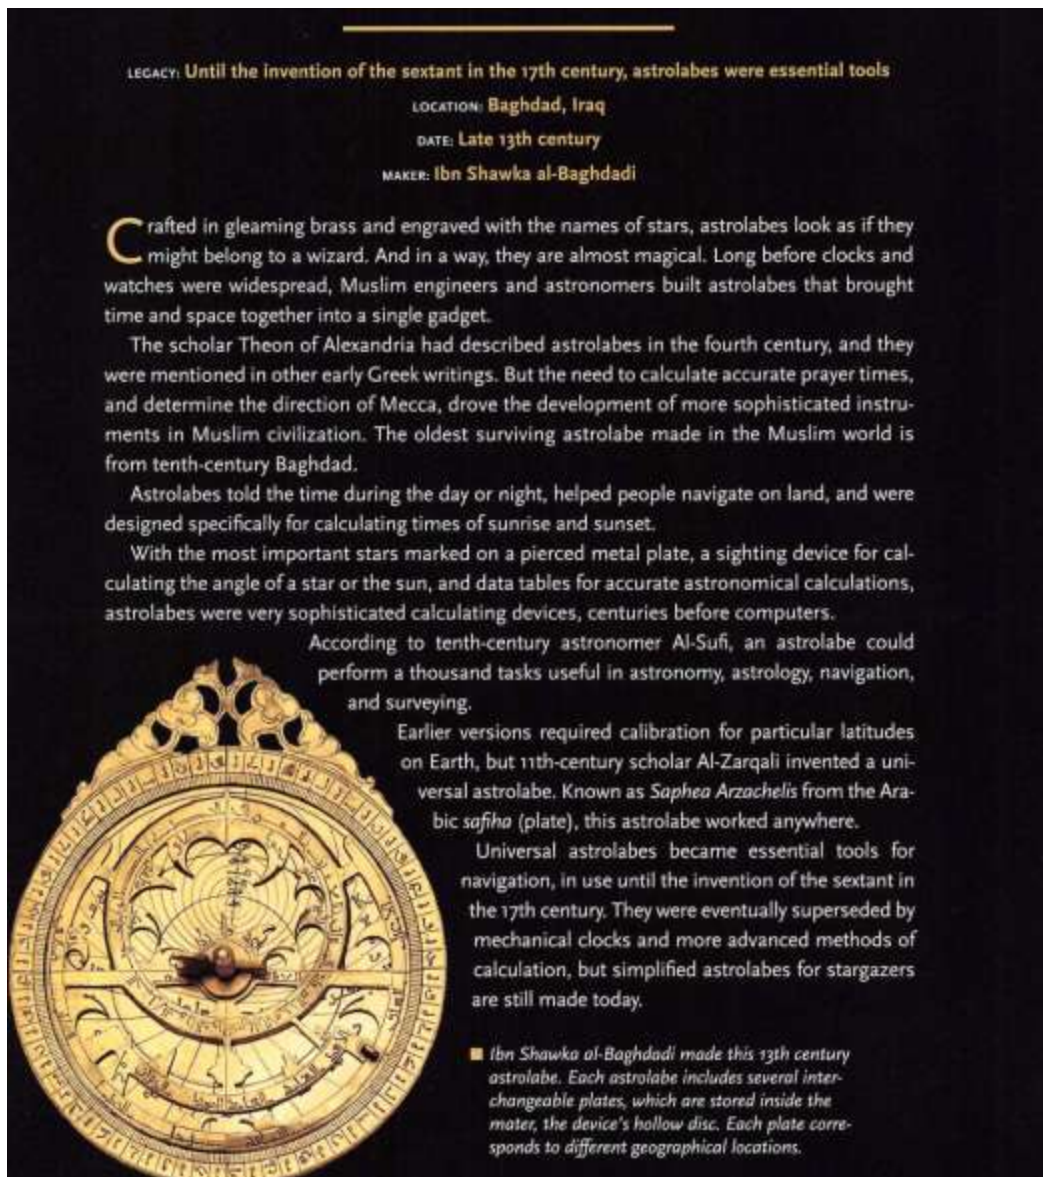 LEGACY: Until the invention of the sextant in the 17th century, astrolabes were essential tools
LOCATION: Baghdad, Iraq
DATE: Late 13th century
MAKER: Ibn Shawka al-Baghdadi
Crafted in gleaming brass and engraved with the names of stars, astrolabes look as if they
might belong to a wizard. And in a way, they are almost magical. Long before clocks and
watches were widespread, Muslim engineers and astronomers built astrolabes that brought
time and space together into a single gadget.
The scholar Theon of Alexandria had described astrolabes in the fourth century, and they
were mentioned in other early Greek writings. But the need to calculate accurate prayer times,
and determine the direction of Mecca, drove the development of more sophisticated instru-
ments in Muslim civilization. The oldest surviving astrolabe made in the Muslim world is
from tenth-century Baghdad.
Astrolabes told the time during the day or night, helped people navigate on land, and were
designed specifically for calculating times of sunrise and sunset.
With the most important stars marked on a pierced metal plate, a sighting device for cal-
culating the angle of a star or the sun, and data tables for accurate astronomical calculations,
astrolabes were very sophisticated calculating devices, centuries before computers.
According to tenth-century astronomer Al-Sufi, an astrolabe could
perform a thousand tasks useful in astronomy, astrology, navigation,
and surveying.
Earlier versions required calibration for particular latitudes
on Earth, but 11th-century scholar Al-Zarqali invented a uni-
versal astrolabe. Known as Saphea Arzachelis from the Ara-
bic safiha (plate), this astrolabe worked anywhere.
Universal astrolabes became essential tools for
navigation, in use until the invention of the sextant in
the 17th century. They were eventually superseded by
mechanical clocks and more advanced methods of
calculation, but simplified astrolabes for stargazers
are still made today.
Ibn Shawka al-Baghdadi made this 13th century
astrolabe. Each astrolabe includes several inter-
changeable plates, which are stored inside the
mater, the device's hollow disc. Each plate corre-
sponds to different geographical locations.